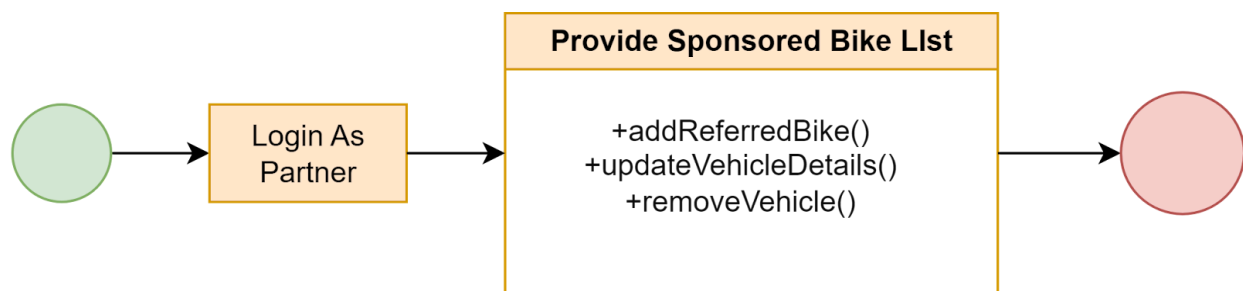 Provide Sponsored Bike LIst
Login As
Partner
+addReferredBike()
+updateVehicleDetails()
+removeVehicle()